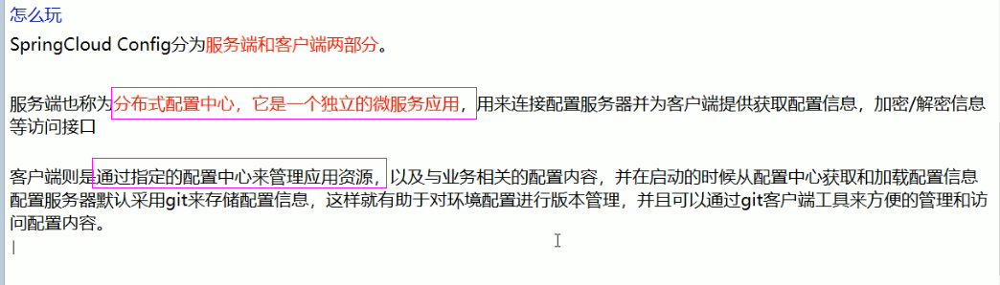 怎么玩
SpringCloud Config分为服务端和客户端两部分。
服务端也称为分布式配置中心，它是一个独立的微服务应用，用来连接配置服务器并为客户端提供获取配置信息，加密/解密信息
等访问接口
客户端则是通过指定的配置中心来管理应用资源，以及与业务相关的配置内容，并在启动的时候从配置中心获取和加载配置信息
配置服务器默认采用git来存储配置信息，这样就有助于对环境配置进行版本管理，并且可以通过git客户端工具来方便的管理和访
问配置内容。